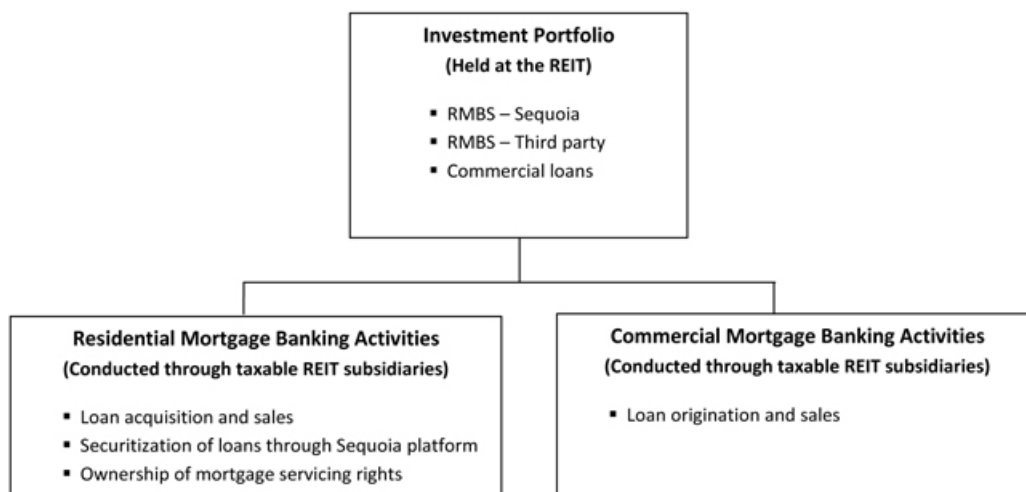 Investment Portfolio
(Held at the REIT)
▪ RMBS – Sequoia
▪ RMBS – Third party
▪ Commercial loans
Residential Mortgage Banking Activities
(Conducted through taxable REIT subsidiaries)
▪ Loan acquisition and sales
▪ Securitization of loans through Sequoia platform
▪ Ownership of mortgage servicing rights
Commercial Mortgage Banking Activities
(Conducted through taxable REIT subsidiaries)
▪ Loan origination and sales